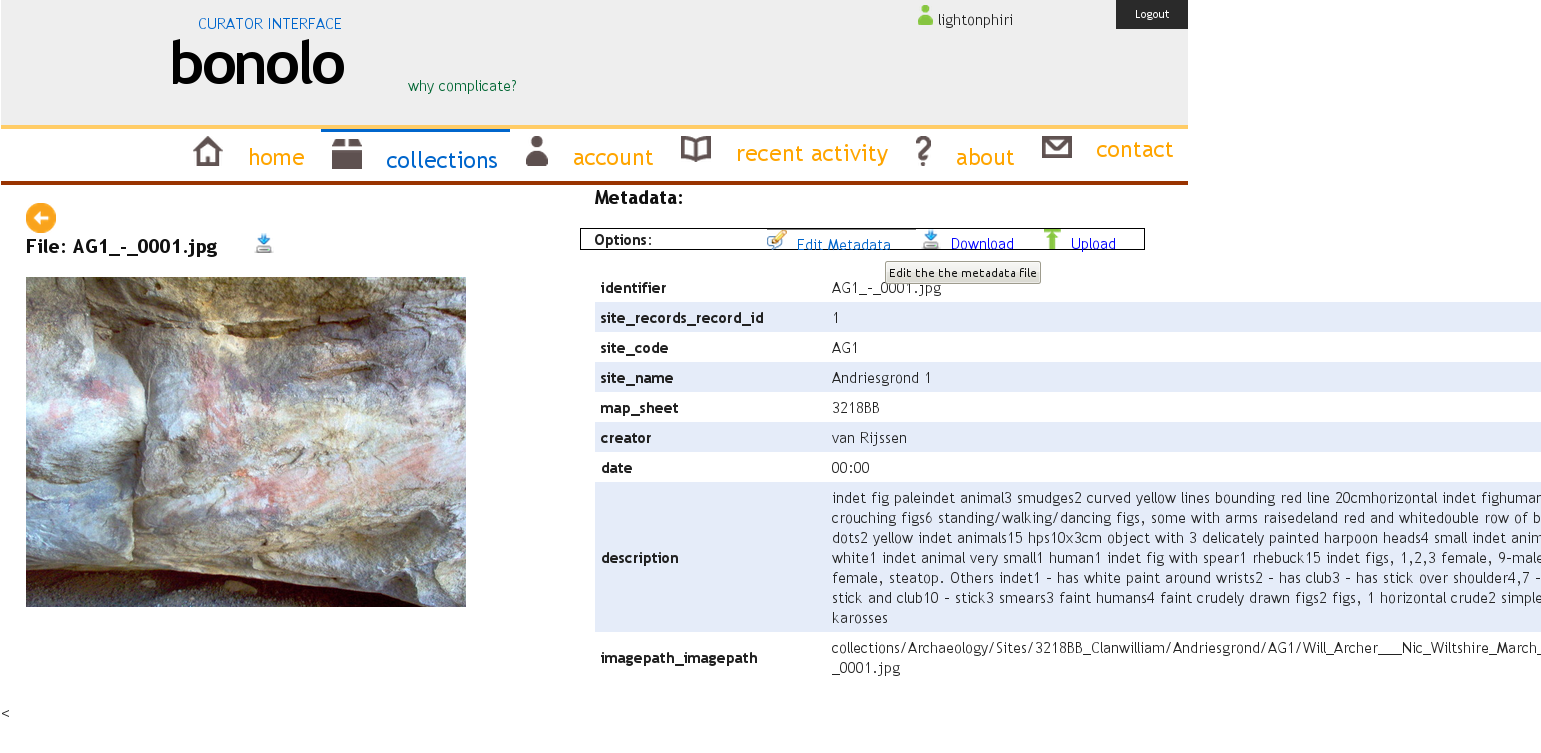 CURATOR INTERFACE
bonolo
why complicate?
lightonphiri
Logout
home
collections
account
recent activity
about
contact
File: AG1_-_0001.jpg
Metadata:
Options: Edit Metadata Download Upload
Edit the the metadata file
identifier AG1_-_0001.jpg
site_records_record_id 1
site_code AG1
site_name Andriesgrond 1
map_sheet 3218BB
creator van Rijssen
date 00:00
description
indet fig paleindet animal3 smudges2 curved yellow lines bounding red line 20cmhorizontal indet fighuman
crouching figs6 standing/walking/dancing figs, some with arms raisedeland red and whitedouble row of b
dots2 yellow indet animals15 hps10x3cm object with 3 delicately painted harpoon heads4 small indet anim
white1 indet animal very small1 human1 indet fig with spear1 rhebuck15 indet figs, 1,2,3 female, 9-male
female, steatop. Others indet1 - has white paint around wrists2 - has club3 - has stick over shoulder4,7 -
stick and club10 - stick3 smears3 faint humans4 faint crudely drawn figs2 figs, 1 horizontal crude2 simple
karosses
imagepath_imagepath
collections/Archaeology/Sites/3218BB_Clanwilliam/Andriesgrond/AG1/Will_Archer___Nic_Wiltshire_March_
_0001.jpg
<